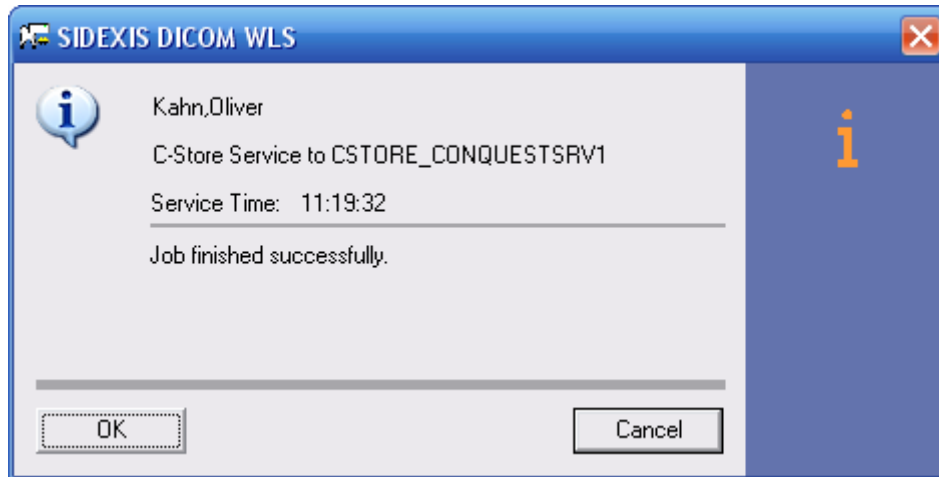 SIDEXIS DICOM WLS
Kahn,Oliver
C-Store Service to CSTORE_CONQUESTSRV1
Service Time: 11:19:32
Job finished successfully.
OK
Cancel